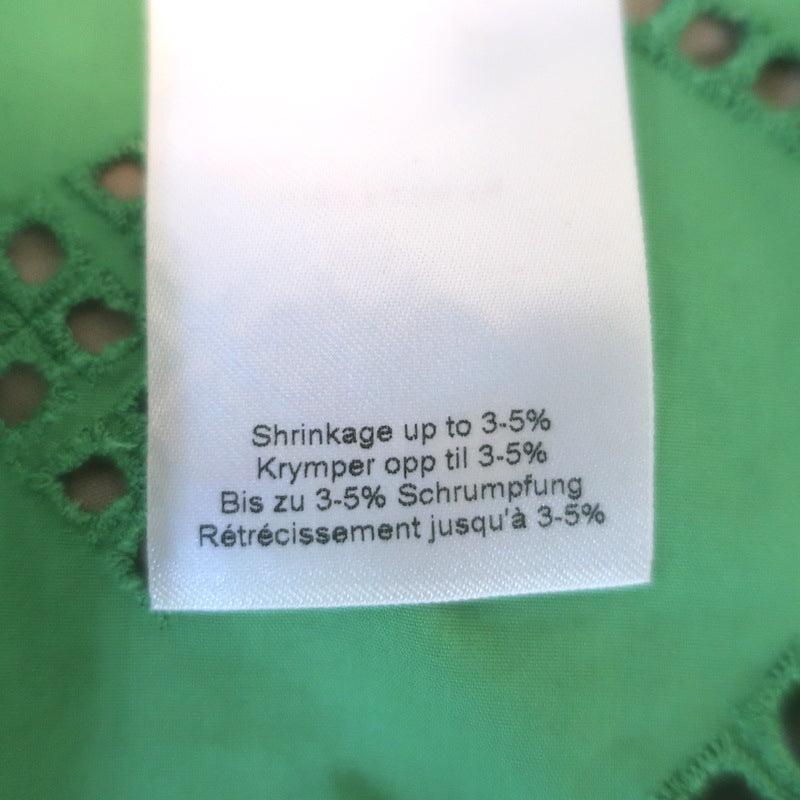 Shrinkage up to 3-5%
Krymper opp til 3-5%
Bis zu 3-5% Schrumpfung
Rétrécissement jusqu'à 3-5%